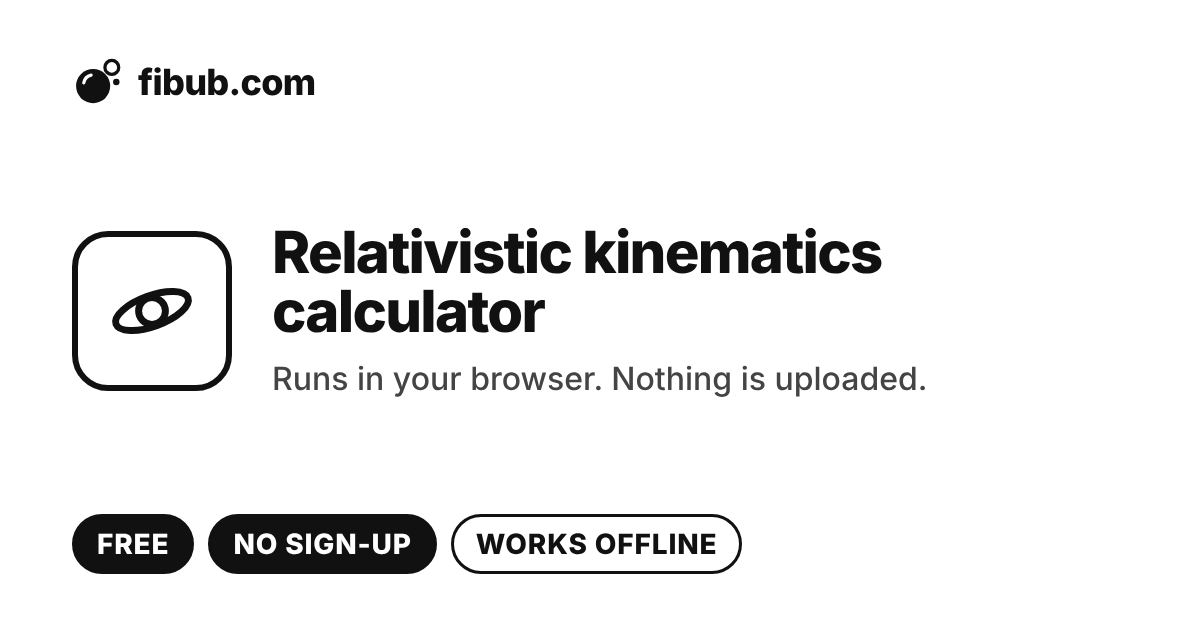 fibub.com
Relativistic kinematics
calculator
Runs in your browser. Nothing is uploaded.
FREE
NO SIGN-UP
WORKS OFFLINE